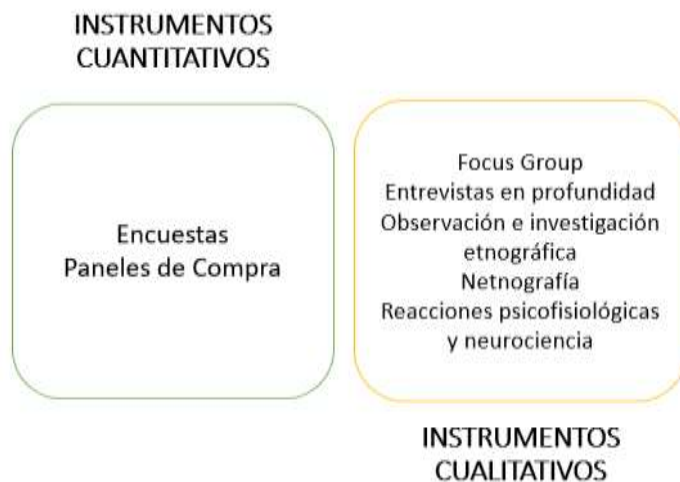 INSTRUMENTOS
CUANTITATIVOS
Encuestas
Paneles de Compra
Focus Group
Entrevistas en profundidad
Observación e investigación
etnográfica
Netnografía
Reacciones psicofisiológicas
y neurociencia
INSTRUMENTOS
CUALITATIVOS